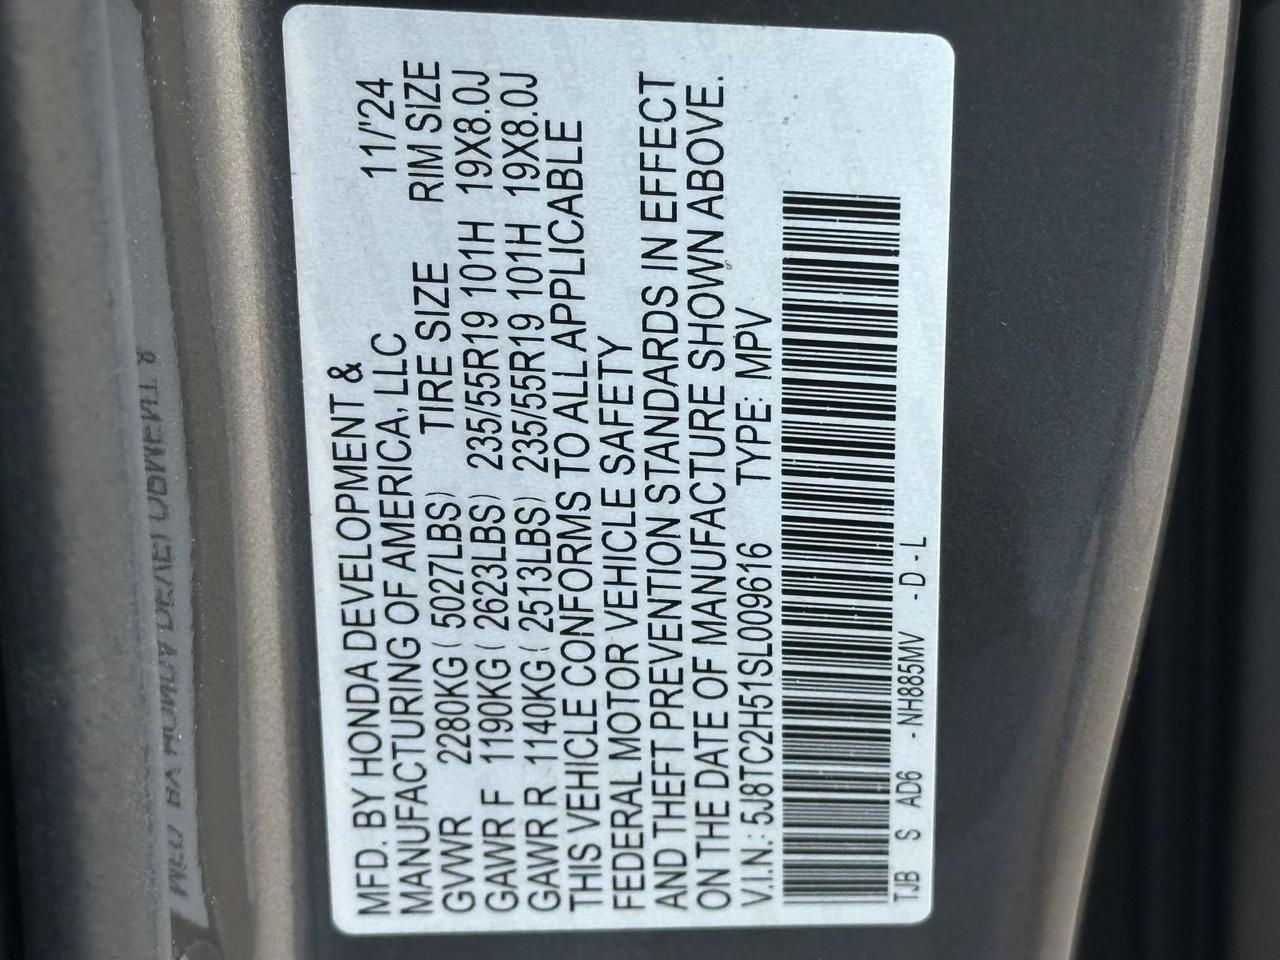 MFD. BY HONDA DEVELOPMENT &
MANUFACTURING OF AMERICA, LLC 11/'24
GVWR 2280KG ( 5027LBS) TIRE SIZE RIM SIZE
GAWR F 1190KG ( 2623LBS) 235/55R19 101H 19X8.0J
GAWR R 1140KG ( 2513LBS) 235/55R19 101H 19X8.0J
THIS VEHICLE CONFORMS TO ALL APPLICABLE
FEDERAL MOTOR VEHICLE SAFETY
AND THEFT PREVENTION STANDARDS IN EFFECT
ON THE DATE OF MANUFACTURE SHOWN ABOVE.
V.I.N.: 5J8TC2H51SL009616 TYPE: MPV
TJB S AD6 -NH885MV -D -L